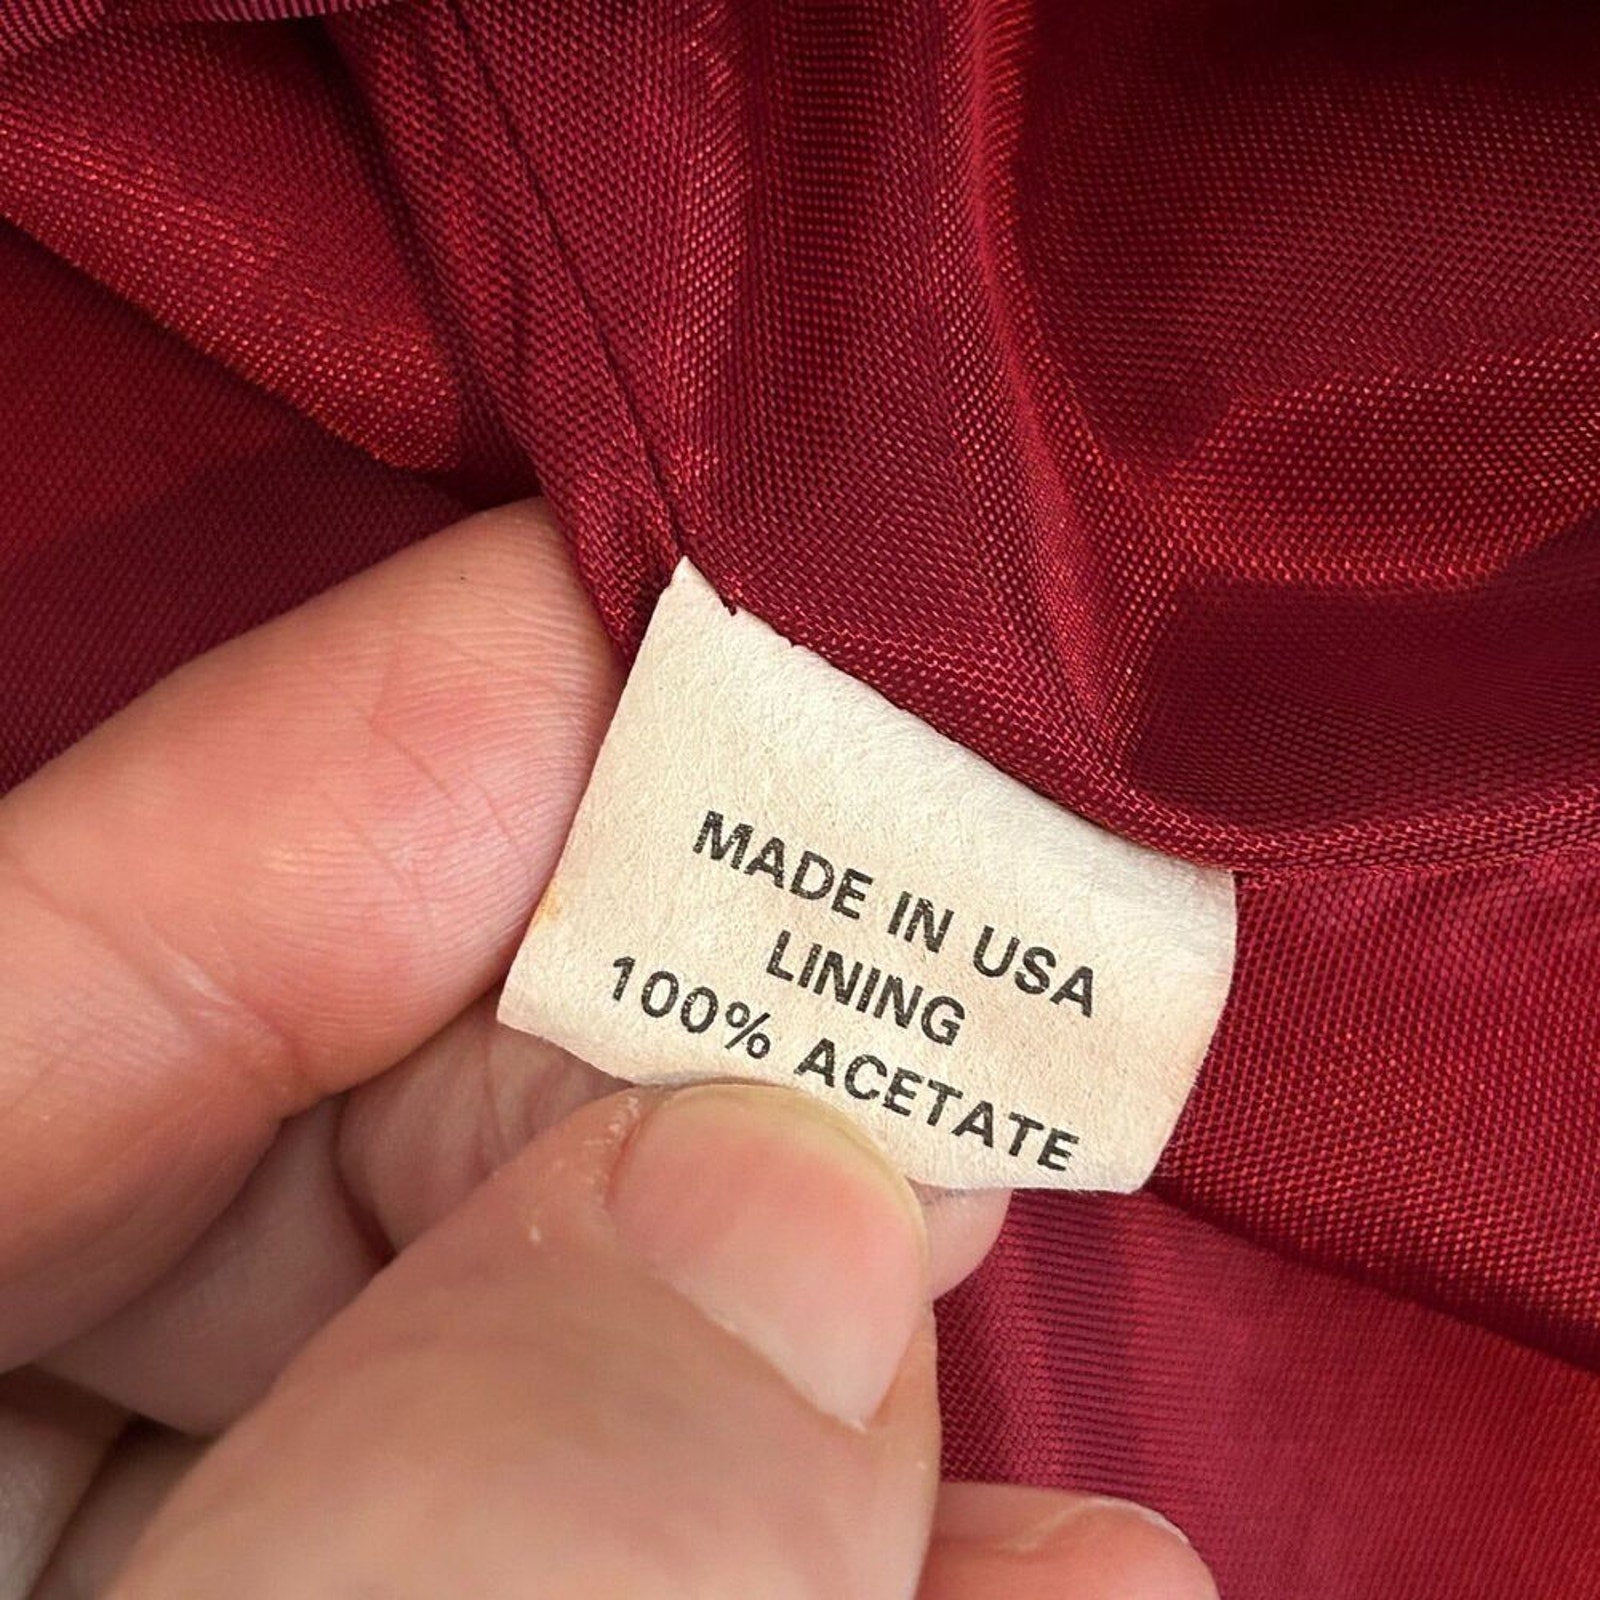 MADE IN USA
LINING
100% ACETATE